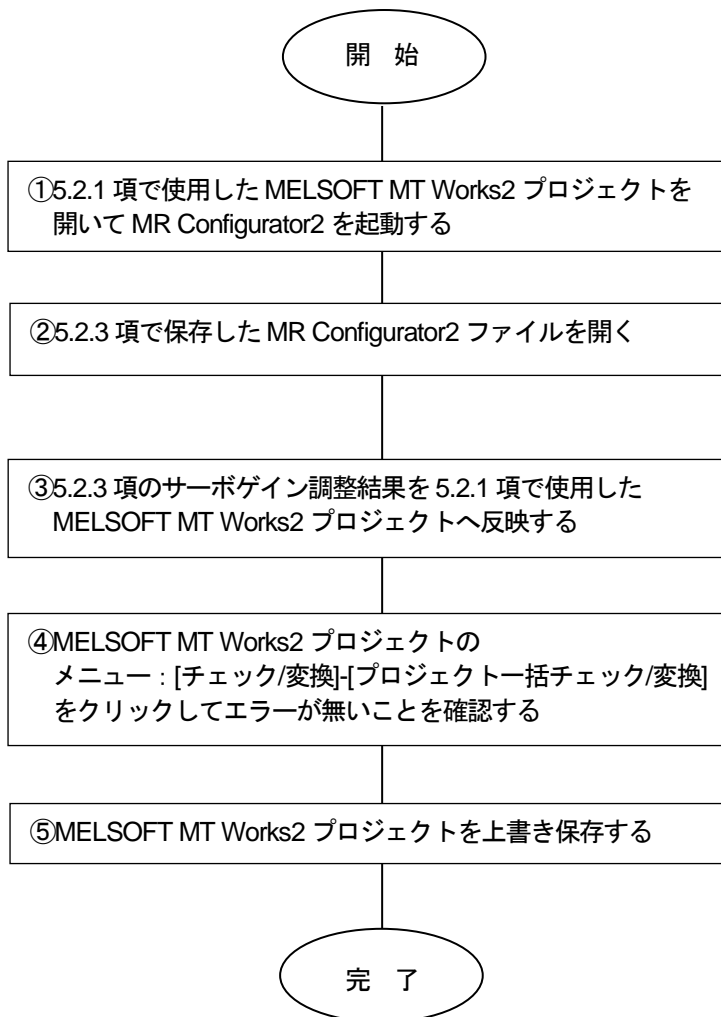 開　始
①5.2.1 項で使用した MELSOFT MT Works2 プロジェクトを
開いて MR Configurator2 を起動する
②5.2.3 項で保存した MR Configurator2 ファイルを開く
③5.2.3 項のサーボゲイン調整結果を 5.2.1 項で使用した
MELSOFT MT Works2 プロジェクトへ反映する
④MELSOFT MT Works2 プロジェクトの
メニュー：[チェック/変換]-[プロジェクト一括チェック/変換]
をクリックしてエラーが無いことを確認する
⑤MELSOFT MT Works2 プロジェクトを上書き保存する
完　了